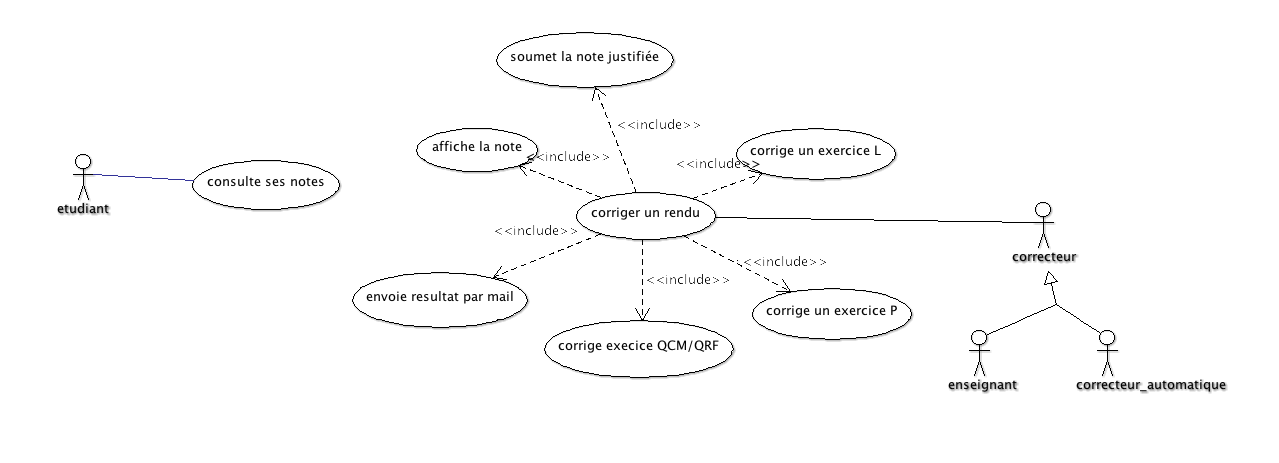 soumet la note justifiée
<<include>>
affiche la note
<<include>>
<<include>>
corrige un exercice L
etudiant
consulte ses notes
corriger un rendu
<<include>>
correcteur
<<include>>
<<include>>
envoie resultat par mail
corrige un exercice P
corrige execice QCM/QRF
enseignant
correcteur_automatique